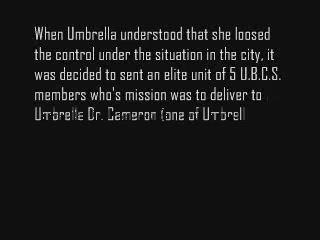 When Umbrella understood that she loosed
the control under the situation in the city, it
was decided to sent an elite unit of 5 U.B.C.S.
members who's mission was to deliver to
Umbrella Dr. Cameron (one of Umbrell